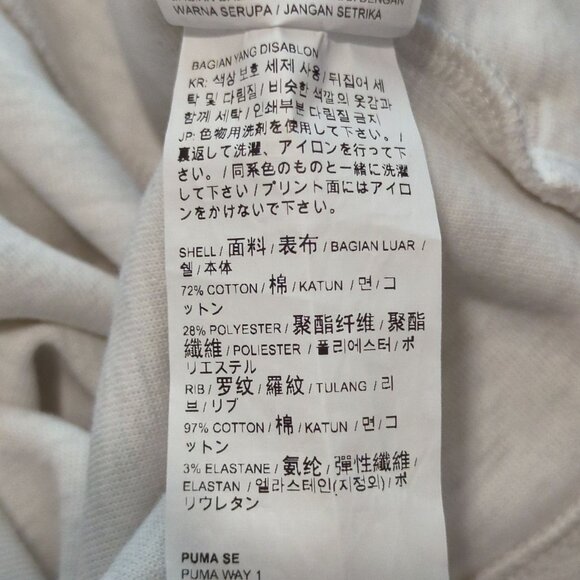 WARNA SERUPA / JANGAN SETRIKA
BAGIAN YANG DISABLON
KR: 색상 보호 세제 사용 / 뒤집어 세
탁 및 다림질 / 비슷한 색깔의 옷감과
함께 세탁 / 인쇄부분 다림질 금지
JP: 色物用洗剤を使用して下さい. /
裏返して洗濯、アイロンを行って下
さい。/ 同系色のものと一緒に洗濯
して下さい / プリント面にはアイロ
ンをかけないで下さい。
SHELL / 面料 / 表布 / BAGIAN LUAR /
쉘 / 本体
72% COTTON / 棉 / KATUN / 면 / コ
ットン
28% POLYESTER / 聚酯纤维 / 聚酯
纖維 / POLIESTER / 폴리에스터 / ポ
リエステル
RIB / 罗纹 / 羅紋 / TULANG / 리
브 / リブ
97% COTTON / 棉 / KATUN / 면 / コ
ットン
3% ELASTANE / 氨纶 / 彈性纖維 /
ELASTAN / 엘라스테인(지정외) / ポ
リウレタン
PUMA SE
PUMA WAY 1